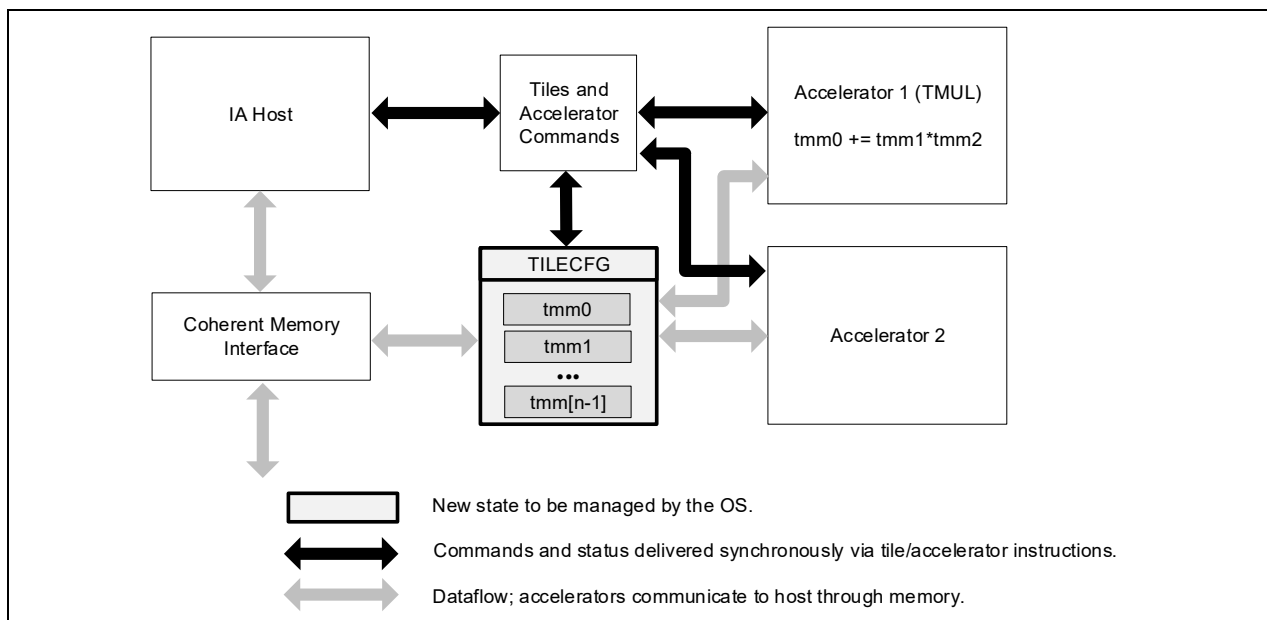 IA Host
Tiles and
Accelerator
Commands
Accelerator 1 (TMUL)
tmm0 += tmm1*tmm2
TILECFG
tmm0
tmm1
...
tmm[n-1]
Coherent Memory
Interface
Accelerator 2
New state to be managed by the OS.
Commands and status delivered synchronously via tile/accelerator instructions.
Dataflow; accelerators communicate to host through memory.